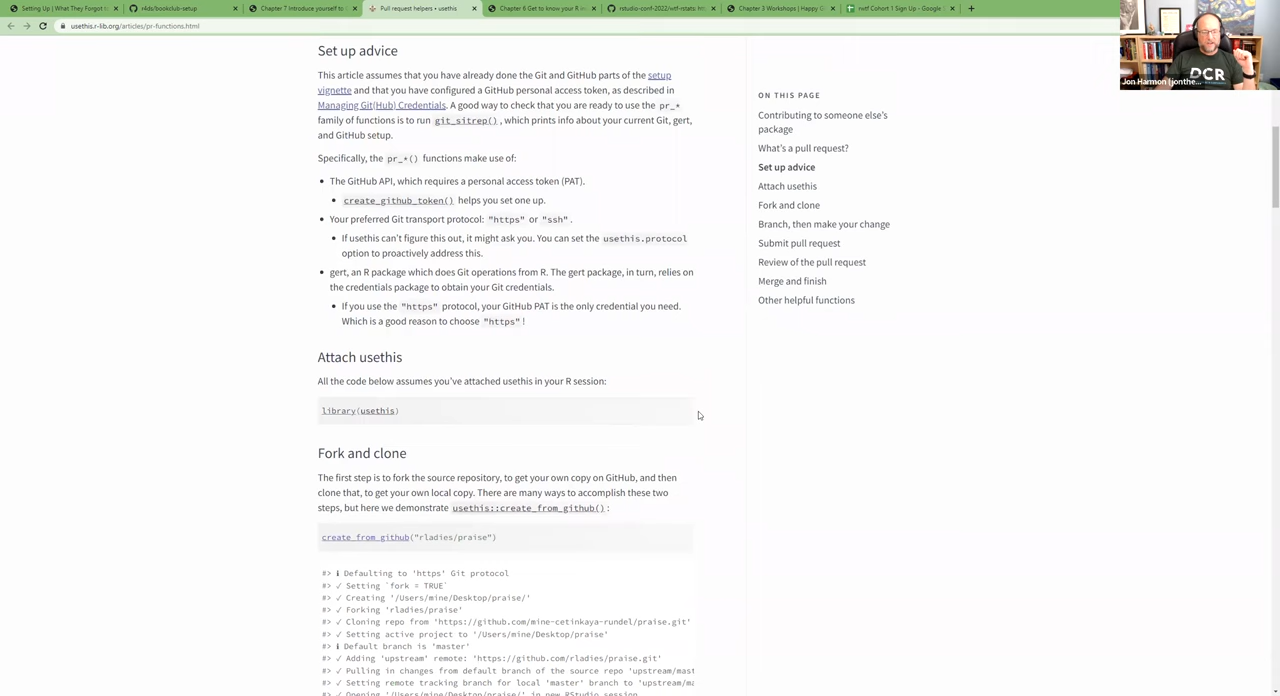 Setting Up | What They Forgot to
r4ds/bookclub-setup
Chapter 7 Introduce yourself to
Pull request helpers • usethis
Chapter 6 Get to know your R in
rstudio-conf-2022/wtf-rstats:
Chapter 3 Workshops | Happy G
rwtf Cohort 1 Sign Up - Google
usethis.r-lib.org/articles/pr-functions.html
Jon Harmon | jonthe...
Set up advice
This article assumes that you have already done the Git and GitHub parts of the setup
vignette and that you have configured a GitHub personal access token, as described in
Managing Git(Hub) Credentials. A good way to check that you are ready to use the pr_*
family of functions is to run git_sitrep(), which prints info about your current Git, gert,
and GitHub setup.
Specifically, the pr_*() functions make use of:
• The GitHub API, which requires a personal access token (PAT).
• create_github_token() helps you set one up.
• Your preferred Git transport protocol: "https" or "ssh".
• If usethis can't figure this out, it might ask you. You can set the usethis.protocol
option to proactively address this.
• gert, an R package which does Git operations from R. The gert package, in turn, relies on
the credentials package to obtain your Git credentials.
• If you use the "https" protocol, your GitHub PAT is the only credential you need.
Which is a good reason to choose "https"!
Attach usethis
All the code below assumes you've attached usethis in your R session:
library(usethis)
Fork and clone
The first step is to fork the source repository, to get your own copy on GitHub, and then
clone that, to get your own local copy. There are many ways to accomplish these two
steps, but here we demonstrate usethis::create_from_github():
create_from_github("rladies/praise")
#> ℹ Defaulting to 'https' Git protocol
#> ✓ Setting `fork = TRUE`
#> ✓ Creating '/Users/mine/Desktop/praise/'
#> ✓ Forking 'rladies/praise'
#> ✓ Cloning repo from 'https://github.com/mine-cetinkaya-rundel/praise.git'
#> ✓ Setting active project to '/Users/mine/Desktop/praise'
#> ℹ Default branch is 'master'
#> ✓ Adding 'upstream' remote: 'https://github.com/rladies/praise.git'
#> ✓ Pulling in changes from default branch of the source repo 'upstream/mast
#> ✓ Setting remote tracking branch for local 'master' branch to 'upstream/ma
#> ✓ Opening '/Users/mine/Desktop/praise/' in new RStudio session
ON THIS PAGE
Contributing to someone else's
package
What's a pull request?
Set up advice
Attach usethis
Fork and clone
Branch, then make your change
Submit pull request
Review of the pull request
Merge and finish
Other helpful functions